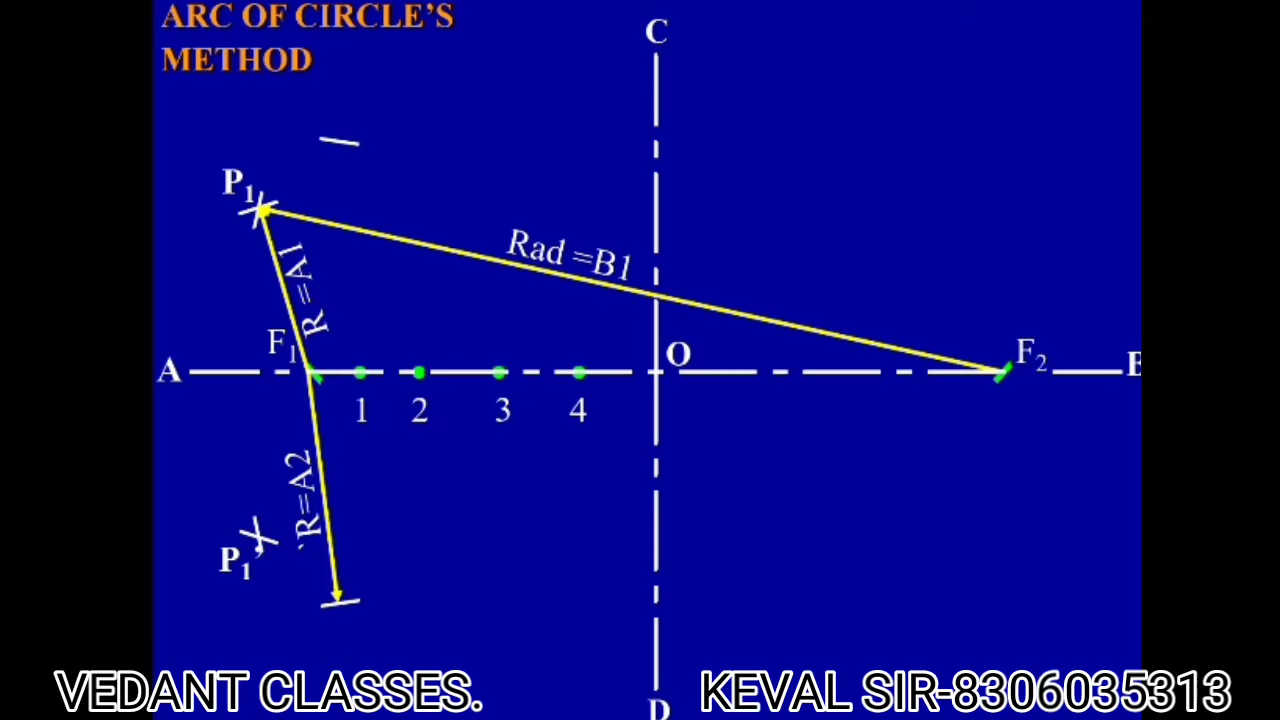 ARC OF CIRCLE'S
METHOD
C
P1
Rad =B1
R =A1
F1
O
F2
A
B
1 2 3 4
`R=A2
P1’
D
VEDANT CLASSES.
KEVAL SIR-8306035313